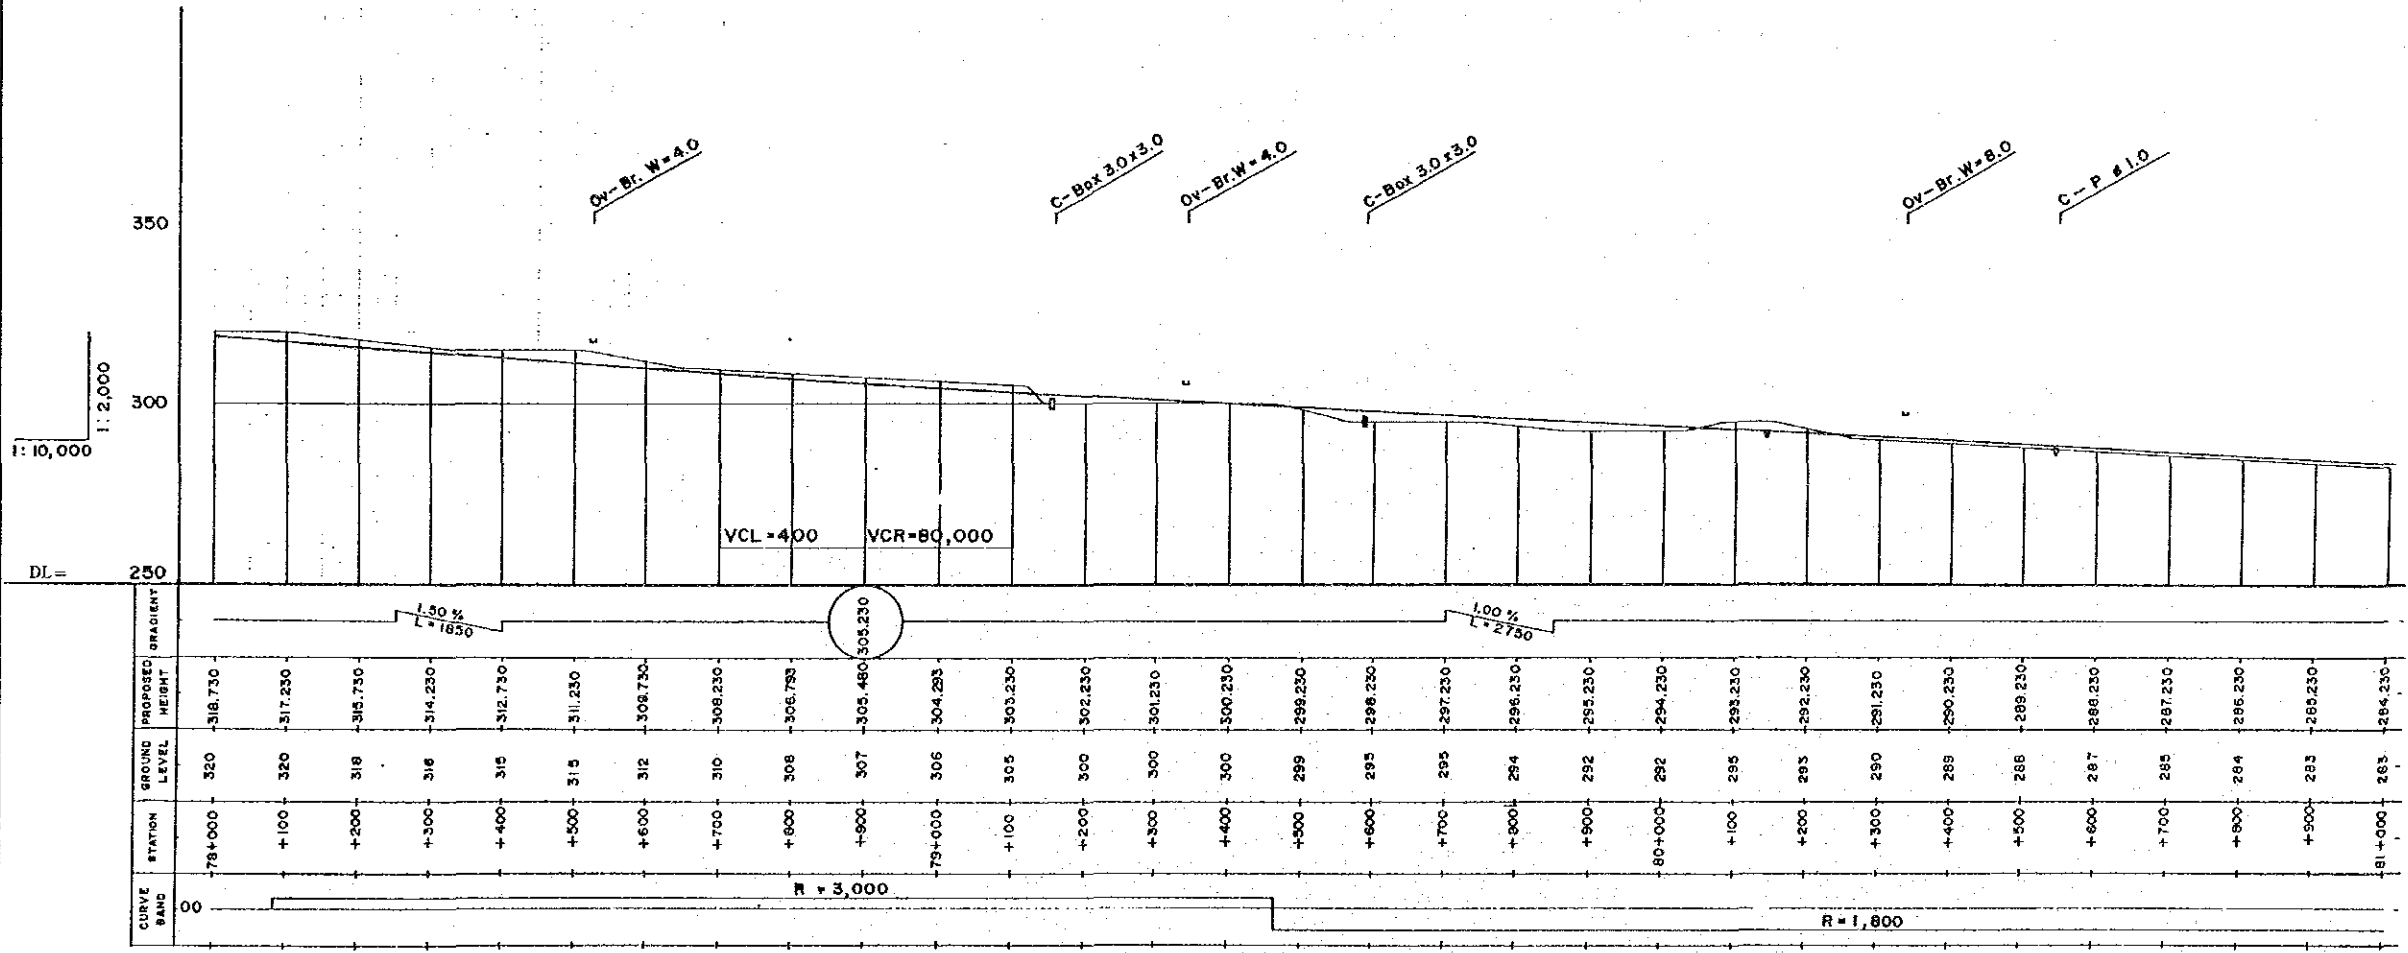 Ov-Br. W=4.0
C-Box 3.0x3.0
Ov-Br. W=4.0
C-Box 3.0x3.0
Ov-Br. W=8.0
C-P ø1.0
350
300
1:2,000
1:10,000
VCL=400 VCR=80,000
DL= 250
GRADIENT
1.50 %
L=1850
305.230
1.00 %
L=2750
PROPOSED HEIGHT 318.730 317.230 315.730 314.230 312.730 311.230 309.730 308.230 306.793 305.480 304.293 303.230 302.230 301.230 300.230 299.230 298.230 297.230 296.230 295.230 294.230 293.230 292.230 291.230 290.230 289.230 288.230 287.230 286.230 285.230 284.230
GROUND LEVEL 320 320 318 316 315 315 312 310 308 307 306 305 300 300 300 299 295 295 294 292 292 295 293 290 289 288 287 285 284 283 283
STATION 78+000 +100 +200 +300 +400 +500 +600 +700 +800 +900 79+000 +100 +200 +300 +400 +500 +600 +700 +800 +900 80+000 +100 +200 +300 +400 +500 +600 +700 +800 +900 81+000
CURVE BAND 00
R=3,000
R=1,800